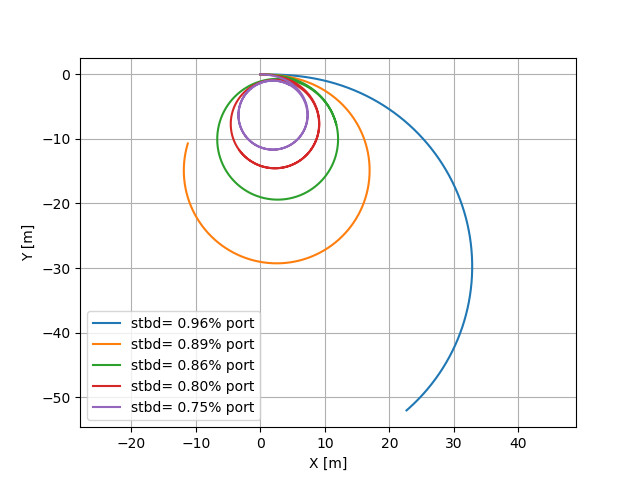 0
−10
−20
−30
−40
−50
Y [m]
stbd= 0.96% port
stbd= 0.89% port
stbd= 0.86% port
stbd= 0.80% port
stbd= 0.75% port
−20 −10 0 10 20 30 40
X [m]